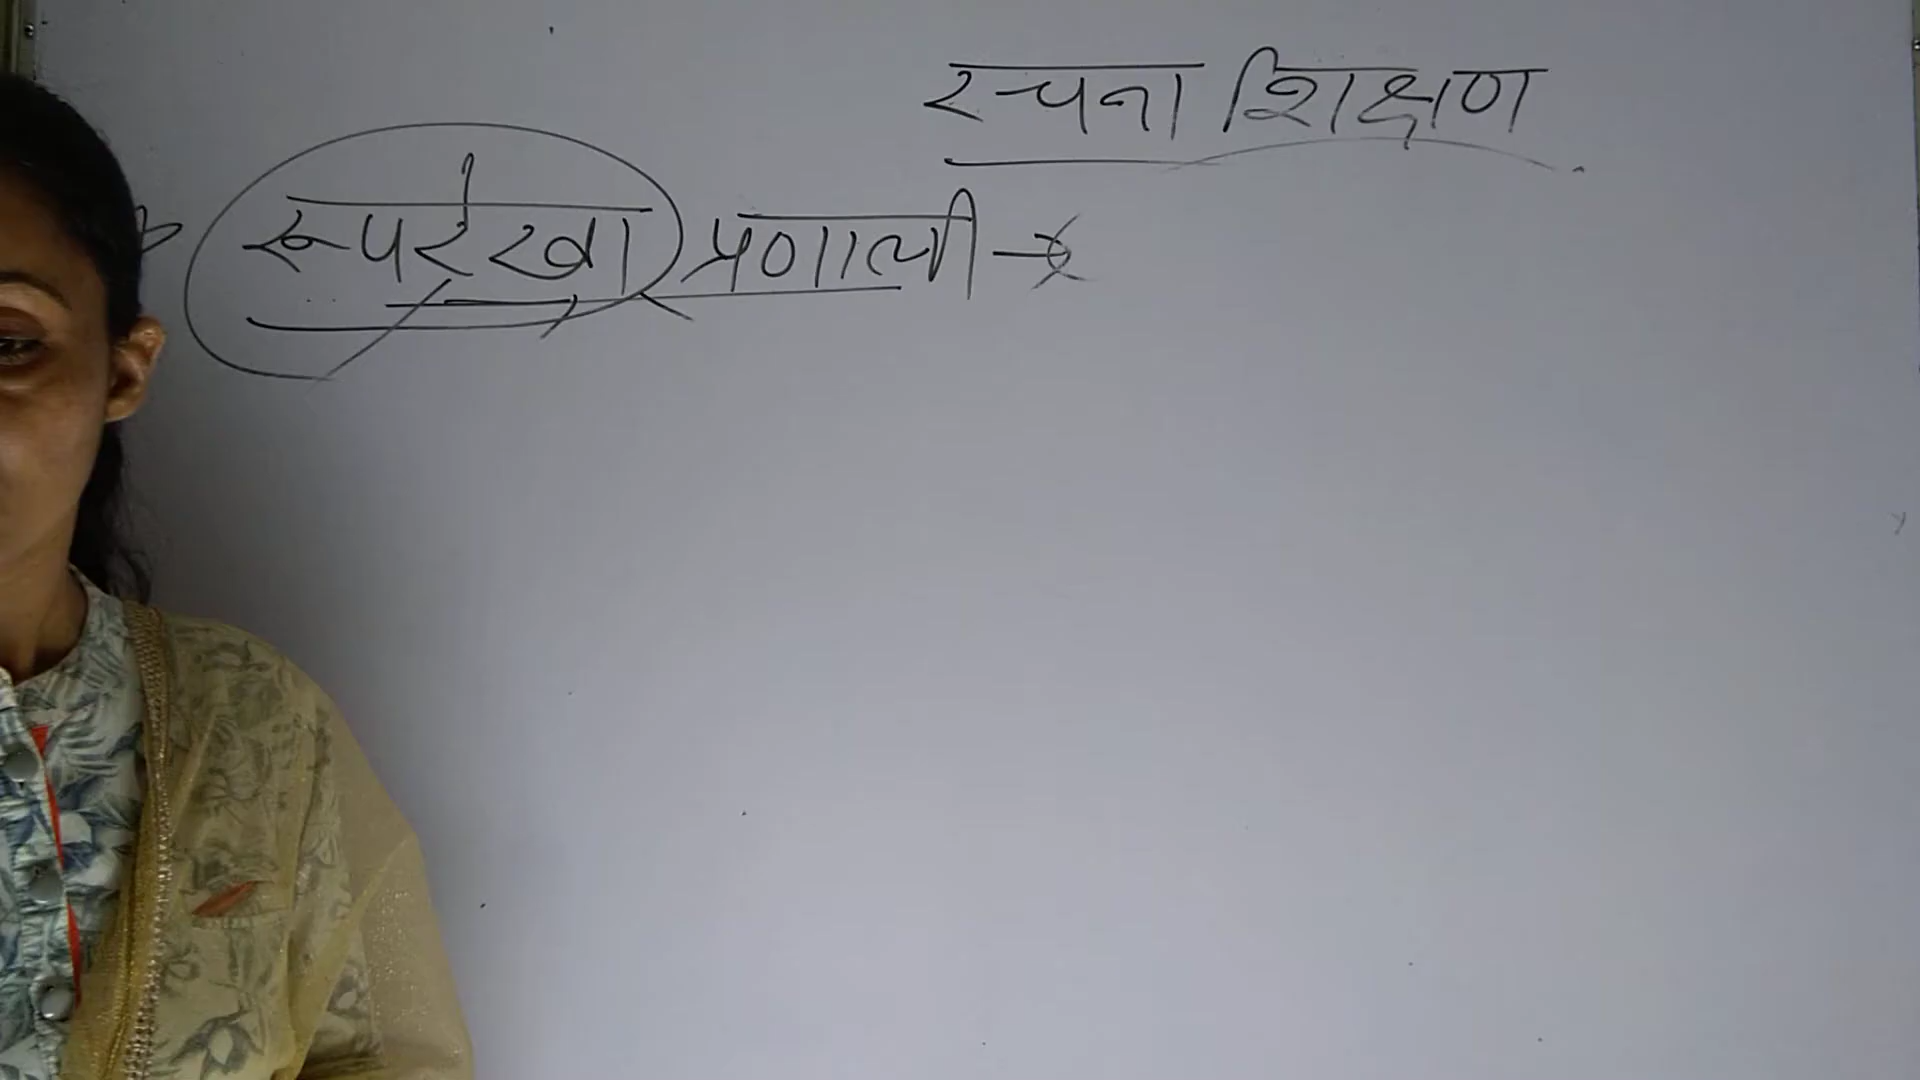 रचना शिक्षण
रूपरेखा प्रणाली →